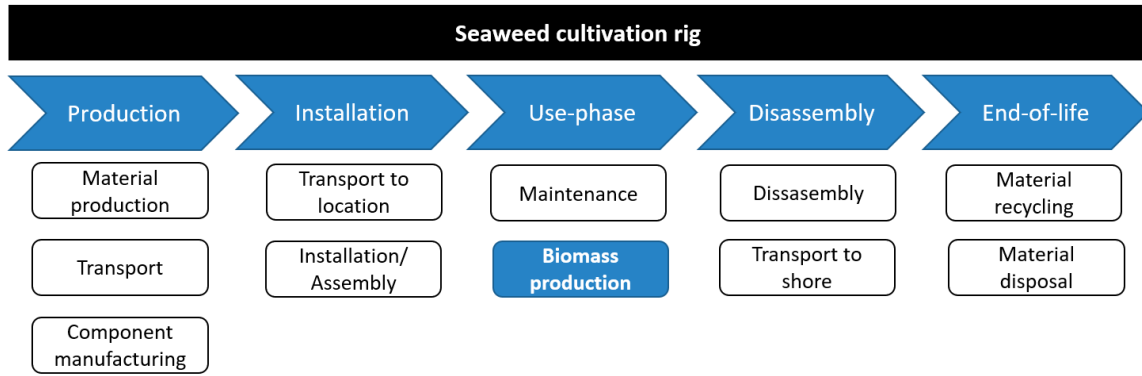 Seaweed cultivation rig
Production
Installation
Use-phase
Disassembly
End-of-life
Material
production
Transport
Component
manufacturing
Transport to
location
Installation/
Assembly
Maintenance
Biomass
production
Dissasembly
Transport to
shore
Material
recycling
Material
disposal